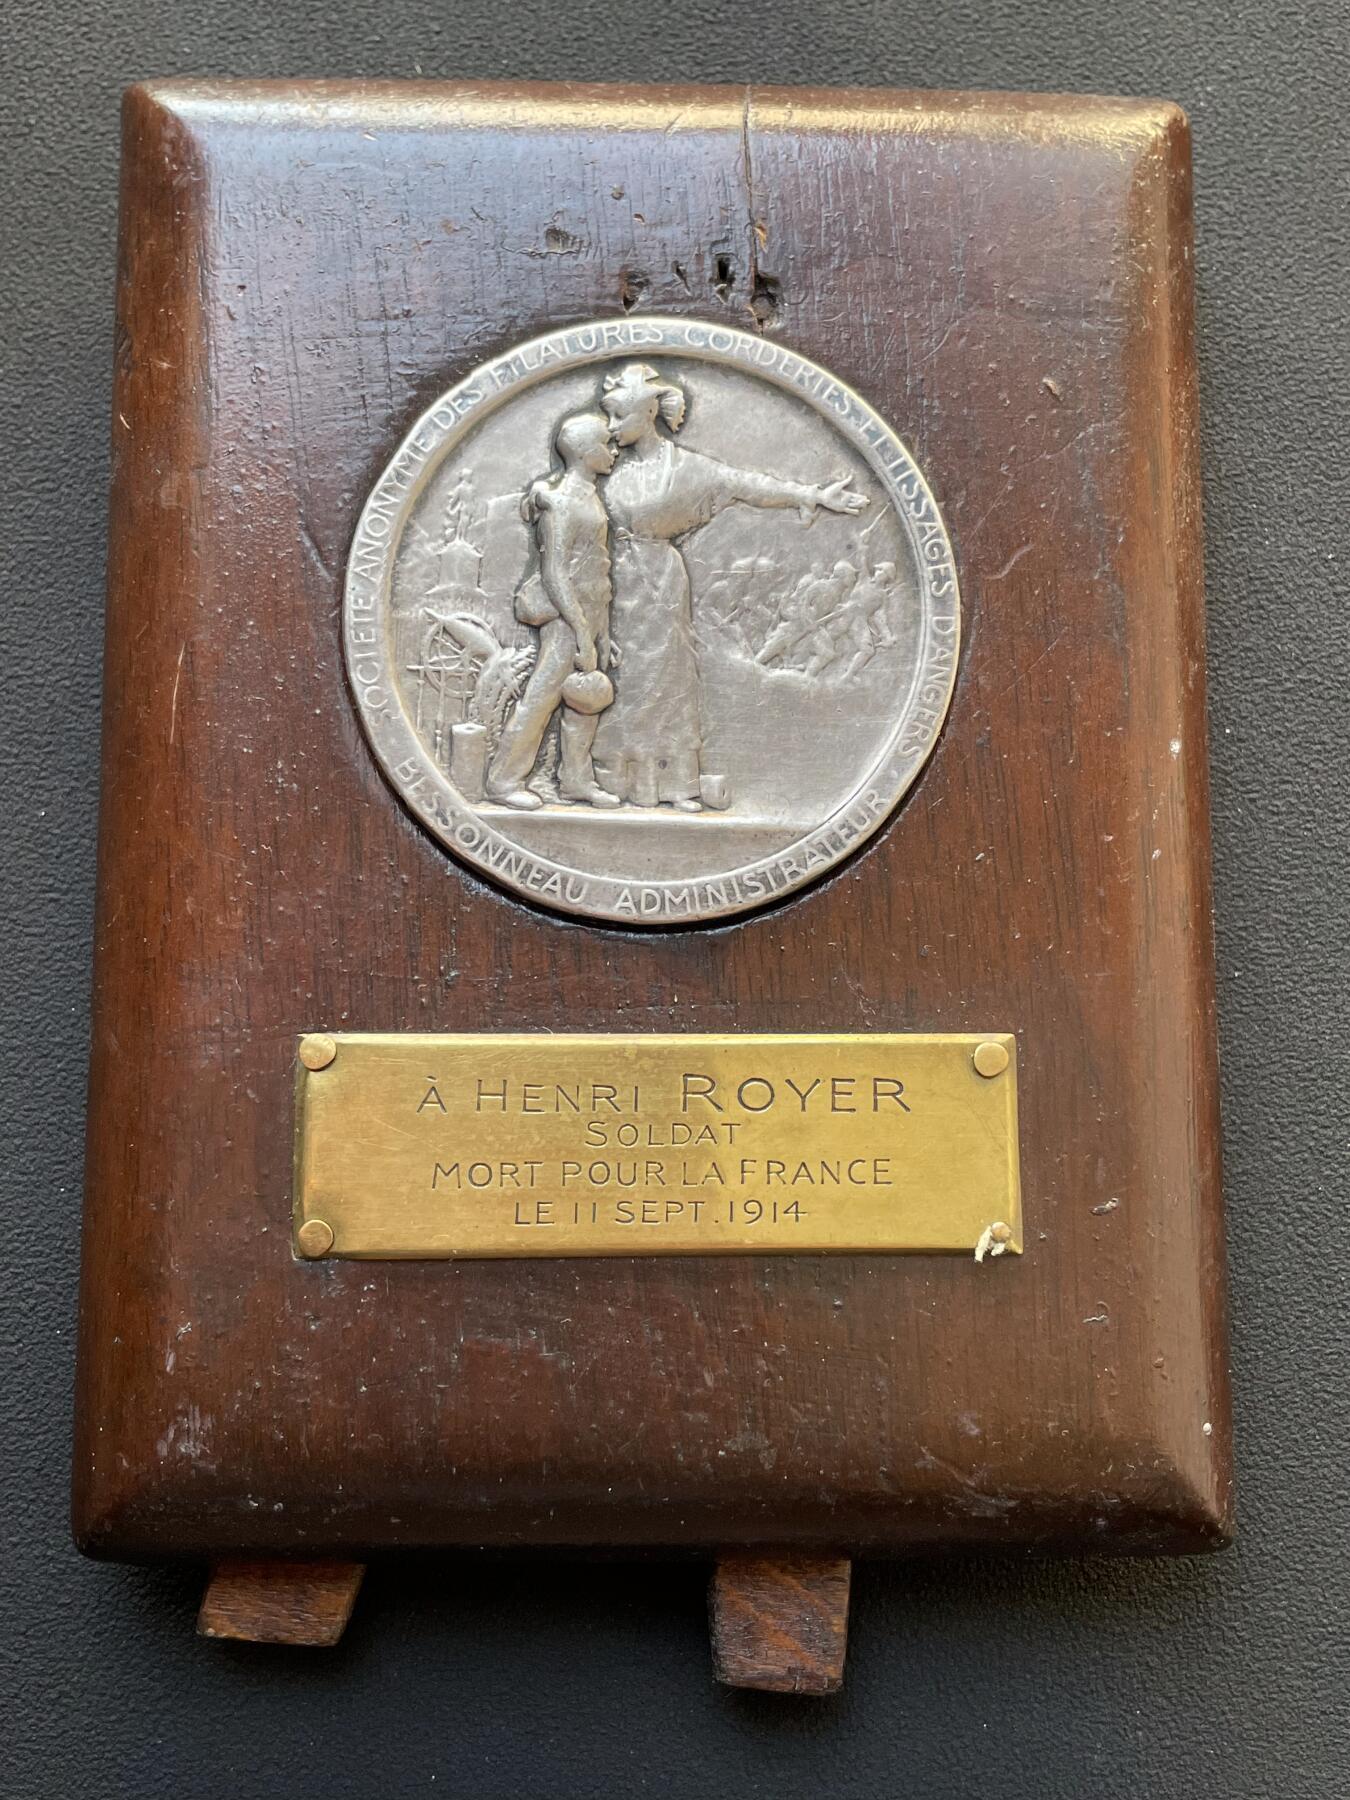 SOCIETE ANONYME DES FILATURES CORDERIES ET TISSAGES D'ANGERS.
BESSONNEAU ADMINISTRATEUR
À HENRI ROYER
SOLDAT
MORT POUR LA FRANCE
LE 11 SEPT. 1914